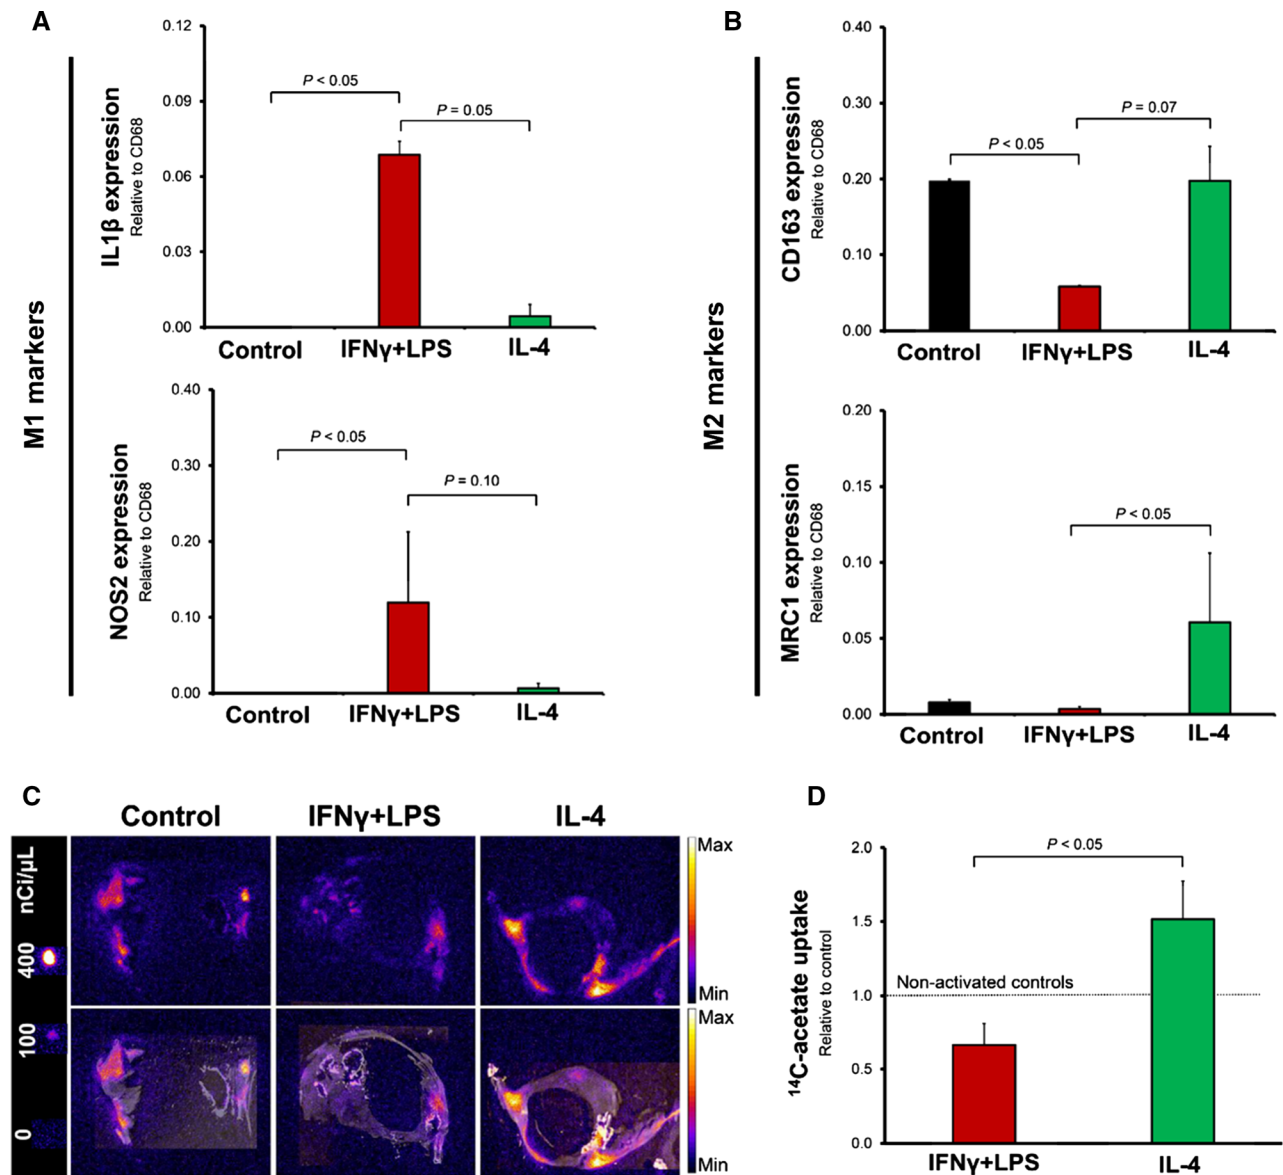 A
M1 markers
IL1β expression
Relative to CD68
0.12
0.09
0.06
0.03
0.00
P < 0.05
P = 0.05
Control
IFNγ+LPS
IL-4
NOS2 expression
Relative to CD68
0.40
0.30
0.20
0.10
0.00
P < 0.05
P = 0.10
Control
IFNγ+LPS
IL-4
B
M2 markers
CD163 expression
Relative to CD68
0.40
0.30
0.20
0.10
0.00
P < 0.05
P = 0.07
Control
IFNγ+LPS
IL-4
MRC1 expression
Relative to CD68
0.20
0.15
0.10
0.05
0.00
P < 0.05
Control
IFNγ+LPS
IL-4
C
Control
IFNγ+LPS
IL-4
0 100 400 nCi/µL
Max
Min
Max
Min
D
¹⁴C-acetate uptake
Relative to control
2.0
1.5
1.0
0.5
0.0
P < 0.05
Non-activated controls
IFNγ+LPS
IL-4